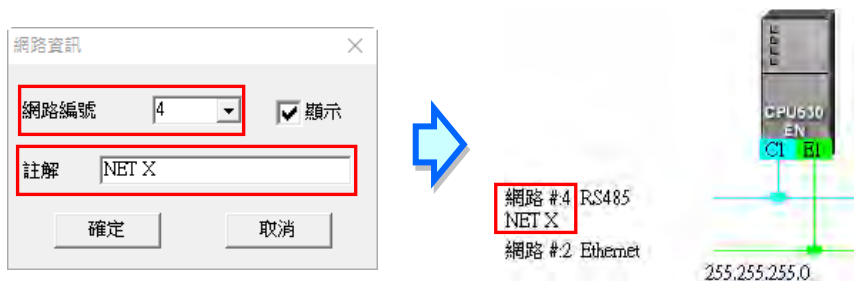 網路資訊
網路編號 4 顯示
註解 NET X
確定 取消
CPU530
EN
C1 E1
網路 #:4 RS485
NET X
網路 #:2 Ethernet
255.255.255.0